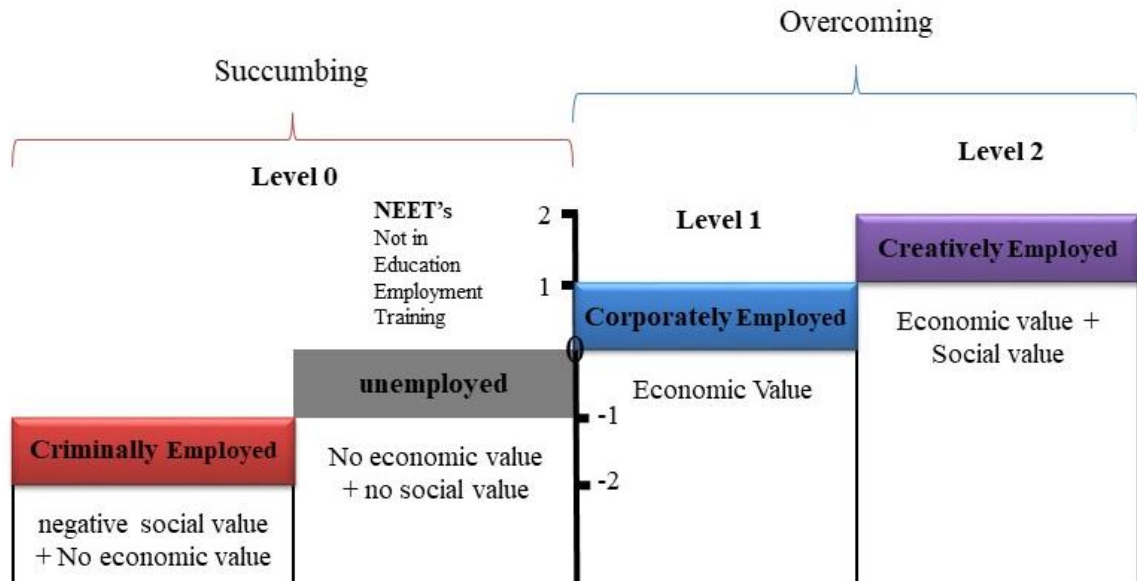 Overcoming
Succumbing
Level 2
Level 0
NEET's
Not in
Education
Employment
Training
2
1
0
-1
-2
Level 1
Creatively Employed
Corporately Employed
Economic value +
Social value
unemployed
Economic Value
Criminally Employed
No economic value
+ no social value
negative social value
+ No economic value